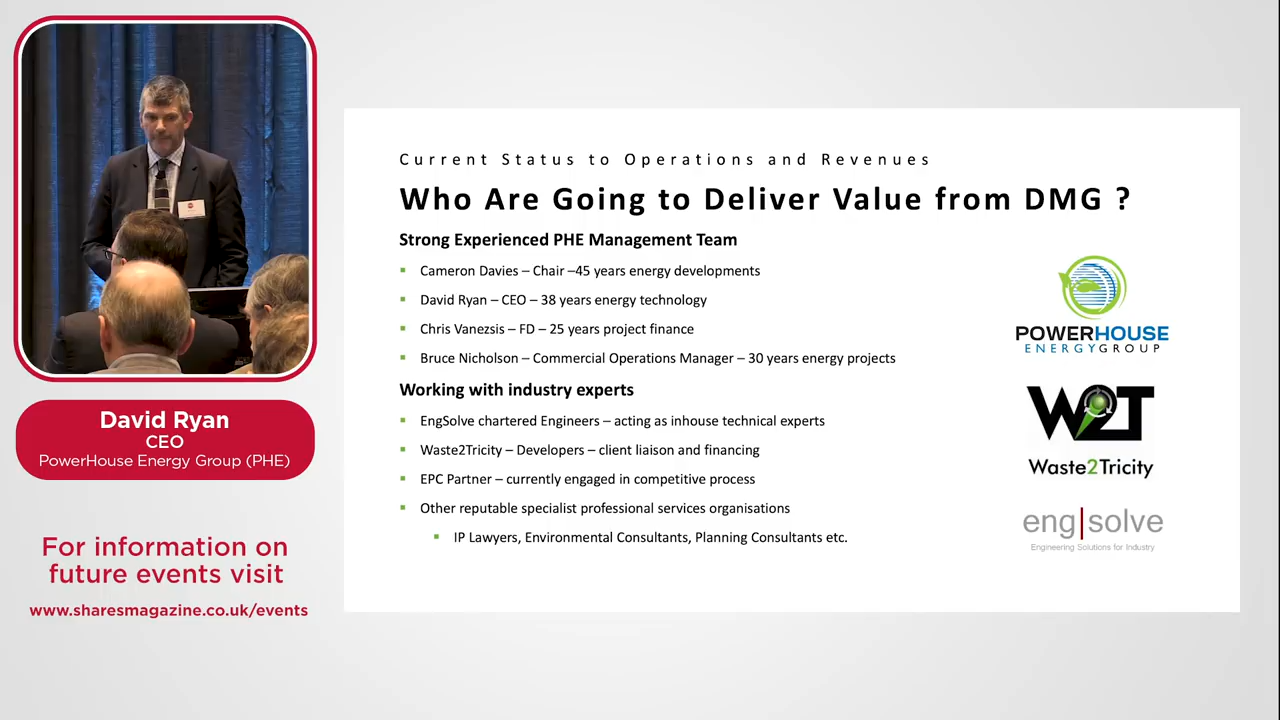 David Ryan
CEO
PowerHouse Energy Group (PHE)
For information on
future events visit
www.sharesmagazine.co.uk/events
Current Status to Operations and Revenues
Who Are Going to Deliver Value from DMG ?
Strong Experienced PHE Management Team
Cameron Davies – Chair –45 years energy developments
David Ryan – CEO – 38 years energy technology
Chris Vanezsis – FD – 25 years project finance
Bruce Nicholson – Commercial Operations Manager – 30 years energy projects
Working with industry experts
EngSolve chartered Engineers – acting as inhouse technical experts
Waste2Tricity – Developers – client liaison and financing
EPC Partner – currently engaged in competitive process
Other reputable specialist professional services organisations
IP Lawyers, Environmental Consultants, Planning Consultants etc.
POWERHOUSE
ENERGYGROUP
W2T
Waste2Tricity
eng|solve
Engineering Solutions for Industry